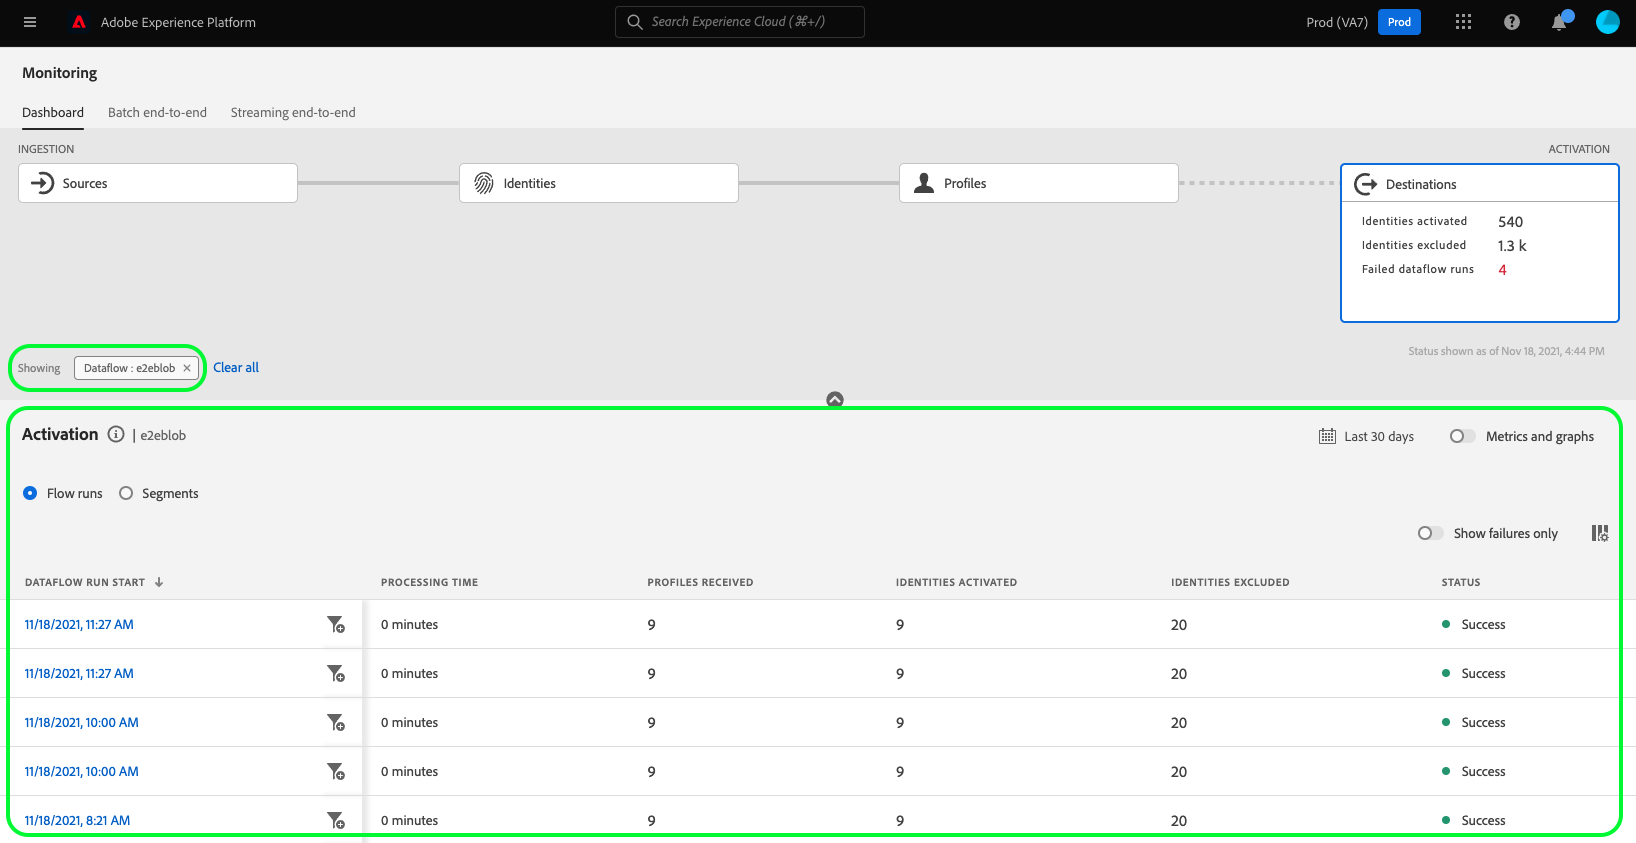 Adobe Experience Platform
Search Experience Cloud (⌘+/)
Prod (VA7) Prod
Monitoring
Dashboard Batch end-to-end Streaming end-to-end
INGESTION ACTIVATION
Sources Identities Profiles Destinations
Identities activated 540
Identities excluded 1.3 k
Failed dataflow runs 4
Status shown as of Nov 18, 2021, 4:44 PM
Showing Dataflow : e2eblob × Clear all
Activation | e2eblob Last 30 days Metrics and graphs
Flow runs Segments
Show failures only
DATAFLOW RUN START ↓ PROCESSING TIME PROFILES RECEIVED IDENTITIES ACTIVATED IDENTITIES EXCLUDED STATUS
11/18/2021, 11:27 AM 0 minutes 9 9 20 Success
11/18/2021, 11:27 AM 0 minutes 9 9 20 Success
11/18/2021, 10:00 AM 0 minutes 9 9 20 Success
11/18/2021, 10:00 AM 0 minutes 9 9 20 Success
11/18/2021, 8:21 AM 0 minutes 9 9 20 Success